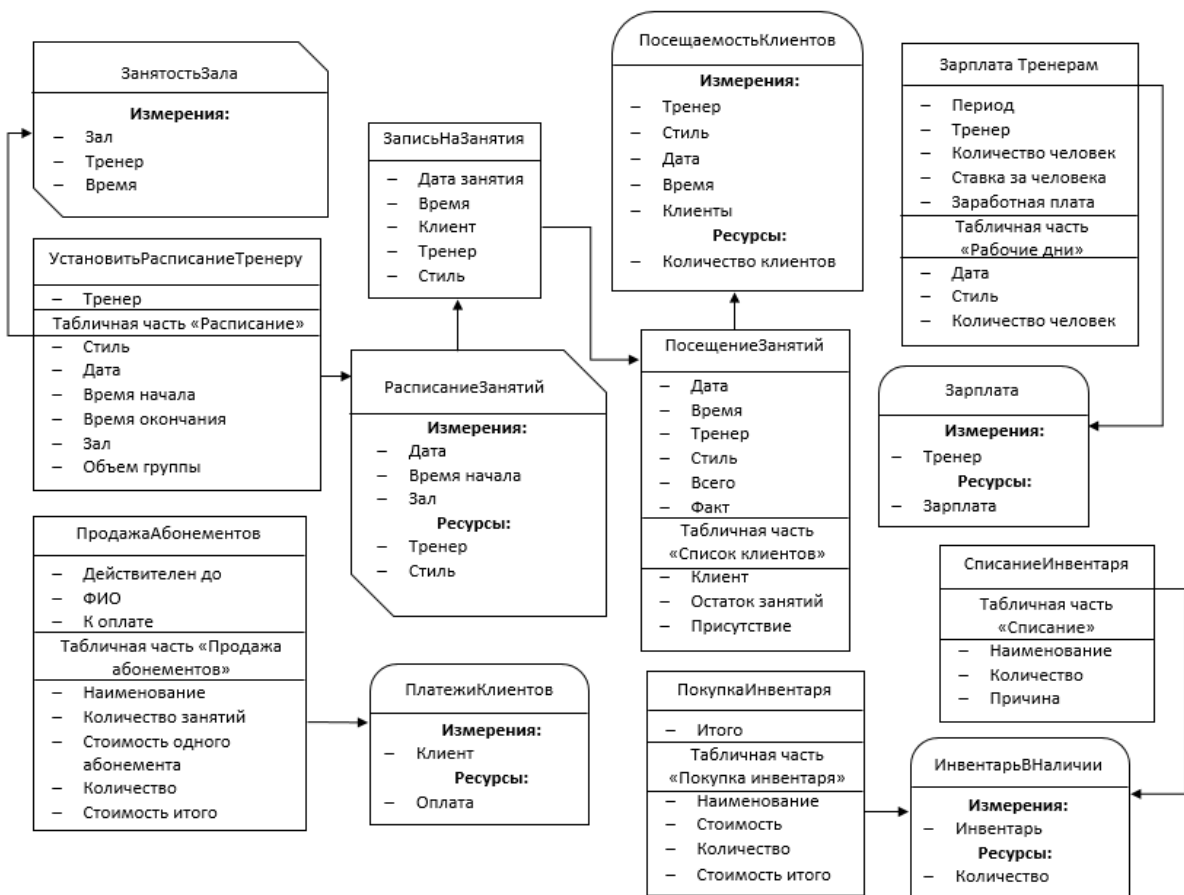 ЗанятостьЗала
Измерения:
– Зал
– Тренер
– Время
УстановитьРасписаниеТренеру
– Тренер
Табличная часть «Расписание»
– Стиль
– Дата
– Время начала
– Время окончания
– Зал
– Объем группы
ПродажаАбонементов
– Действителен до
– ФИО
– К оплате
Табличная часть «Продажа
абонементов»
– Наименование
– Количество занятий
– Стоимость одного
абонемента
– Количество
– Стоимость итого
ЗаписьНаЗанятия
– Дата занятия
– Время
– Клиент
– Тренер
– Стиль
РасписаниеЗанятий
Измерения:
– Дата
– Время начала
– Зал
Ресурсы:
– Тренер
– Стиль
ПлатежиКлиентов
Измерения:
– Клиент
Ресурсы:
– Оплата
ПосещаемостьКлиентов
Измерения:
– Тренер
– Стиль
– Дата
– Время
– Клиенты
Ресурсы:
– Количество клиентов
ПосещениеЗанятий
– Дата
– Время
– Тренер
– Стиль
– Всего
– Факт
Табличная часть
«Список клиентов»
– Клиент
– Остаток занятий
– Присутствие
ПокупкаИнвентаря
– Итого
Табличная часть
«Покупка инвентаря»
– Наименование
– Стоимость
– Количество
– Стоимость итого
Зарплата Тренерам
– Период
– Тренер
– Количество человек
– Ставка за человека
– Заработная плата
Табличная часть
«Рабочие дни»
– Дата
– Стиль
– Количество человек
Зарплата
Измерения:
– Тренер
Ресурсы:
– Зарплата
СписаниеИнвентаря
Табличная часть
«Списание»
– Наименование
– Количество
– Причина
ИнвентарьВНаличии
Измерения:
– Инвентарь
Ресурсы:
– Количество